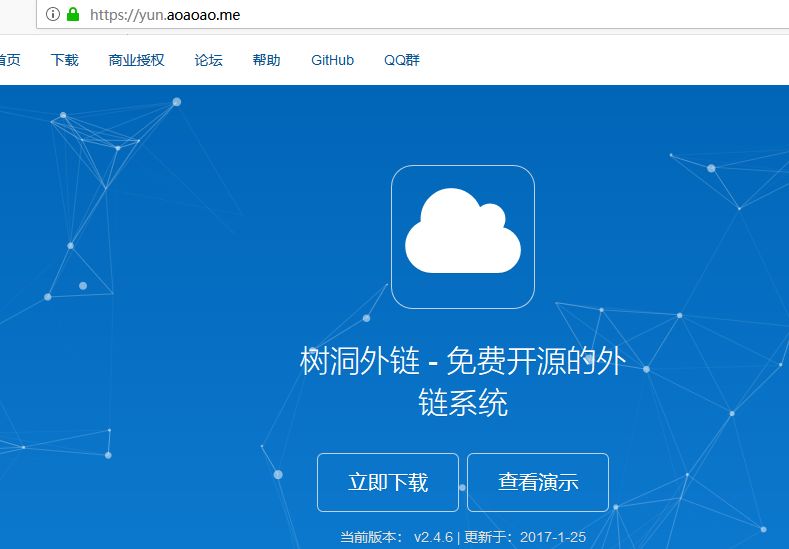 https://yun.aoaoao.me
首页 下载 商业授权 论坛 帮助 GitHub QQ群
树洞外链 - 免费开源的外
链系统
立即下载 查看演示
当前版本： v2.4.6 | 更新于：2017-1-25